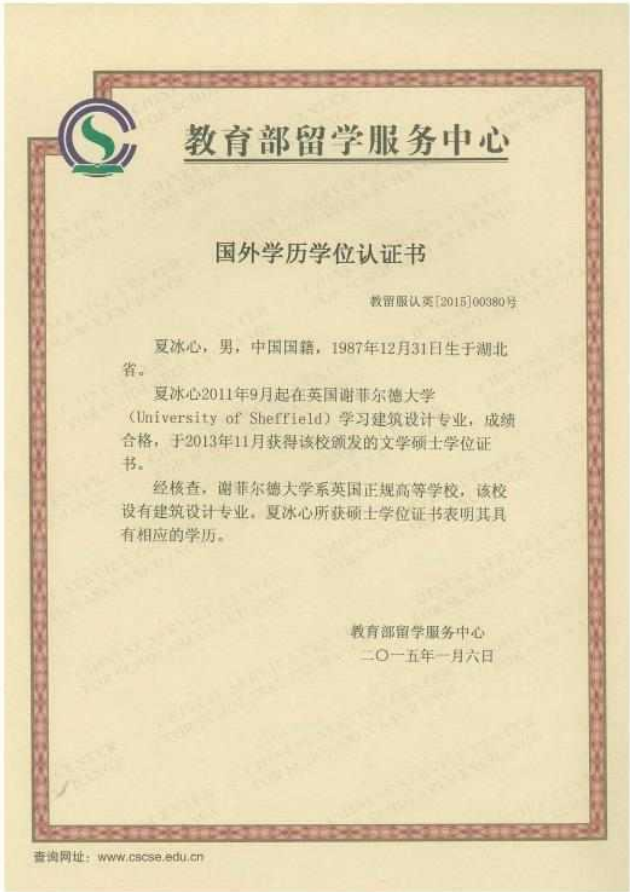 教育部留学服务中心
国外学历学位认证书
教留服认英[2015]00380号
夏冰心，男，中国国籍，1987年12月31日生于湖北
省。
夏冰心2011年9月起在英国谢菲尔德大学
（University of Sheffield）学习建筑设计专业，成绩
合格，于2013年11月获得该校颁发的文学硕士学位证
书。
经核查，谢菲尔德大学系英国正规高等学校，该校
设有建筑设计专业。夏冰心所获硕士学位证书表明其具
有相应的学历。
教育部留学服务中心
二〇一五年一月六日
查询网址：www.cscse.edu.cn